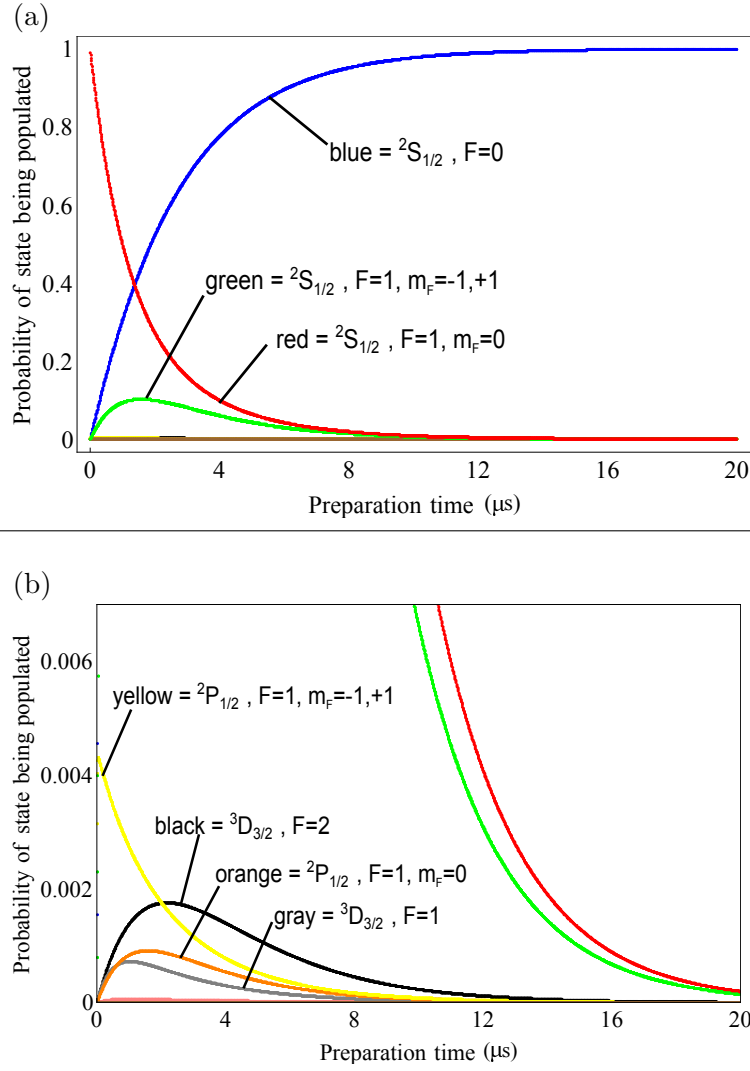 (a)
Probability of state being populated
1
0.8
0.6
0.4
0.2
0
blue = ²S₁/₂ , F=0
green = ²S₁/₂ , F=1, mF=-1,+1
red = ²S₁/₂ , F=1, mF=0
0 4 8 12 16 20
Preparation time (μs)
(b)
Probability of state being populated
0.006
0.004
0.002
0
yellow = ²P₁/₂ , F=1, mF=-1,+1
black = ³D₃/₂ , F=2
orange = ²P₁/₂ , F=1, mF=0
gray = ³D₃/₂ , F=1
0 4 8 12 16 20
Preparation time (μs)